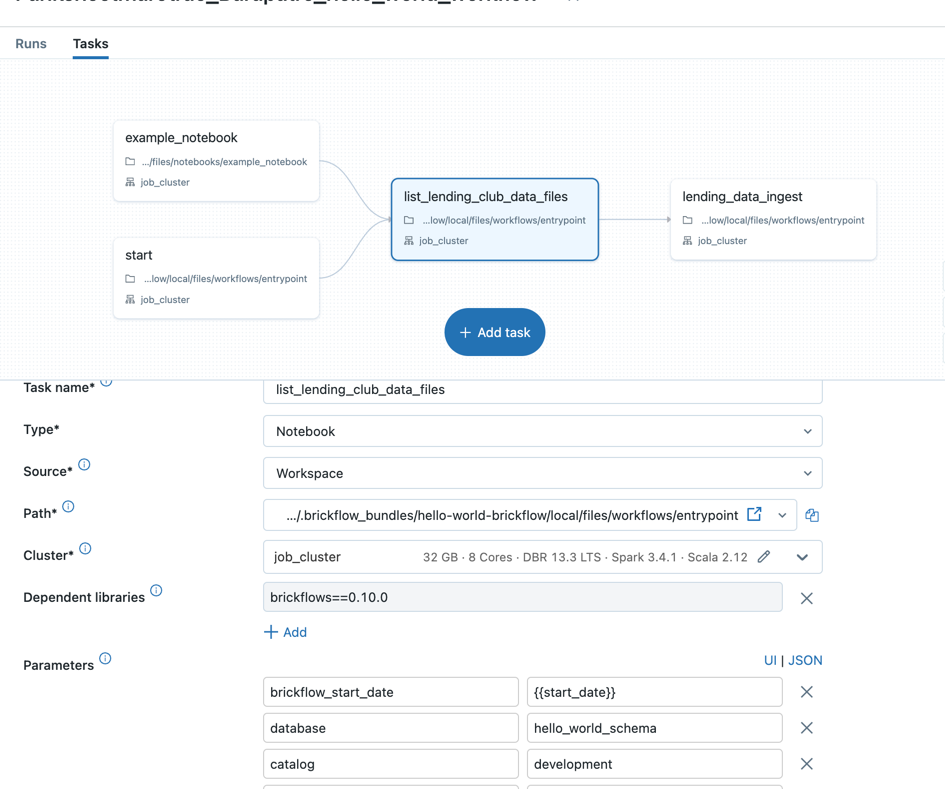 Runs Tasks
example_notebook
.../files/notebooks/example_notebook
job_cluster
start
...low/local/files/workflows/entrypoint
job_cluster
list_lending_club_data_files
...low/local/files/workflows/entrypoint
job_cluster
lending_data_ingest
...low/local/files/workflows/entrypoint
job_cluster
+ Add task
Task name* list_lending_club_data_files
Type* Notebook
Source* Workspace
Path* .../.brickflow_bundles/hello-world-brickflow/local/files/workflows/entrypoint
Cluster* job_cluster 32 GB · 8 Cores · DBR 13.3 LTS · Spark 3.4.1 · Scala 2.12
Dependent libraries brickflows==0.10.0
+ Add
Parameters UI | JSON
brickflow_start_date {{start_date}}
database hello_world_schema
catalog development